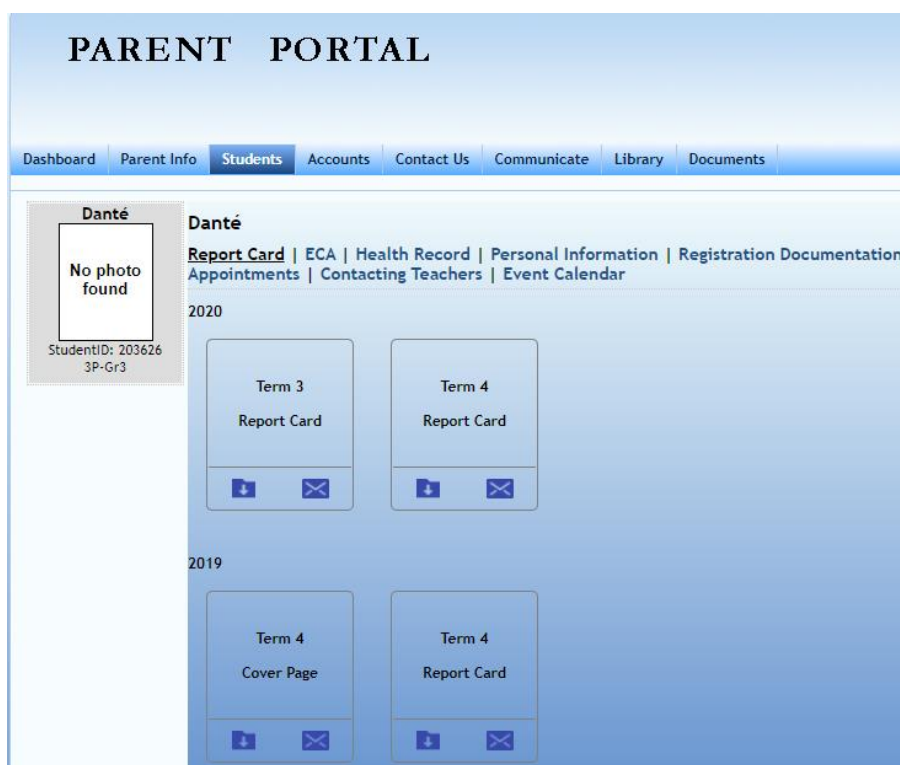 PARENT PORTAL
Dashboard Parent Info Students Accounts Contact Us Communicate Library Documents
Danté
No photo
found
StudentID: 203626
3P-Gr3
Danté
Report Card | ECA | Health Record | Personal Information | Registration Documentation
Appointments | Contacting Teachers | Event Calendar
2020
Term 3
Report Card
Term 4
Report Card
2019
Term 4
Cover Page
Term 4
Report Card